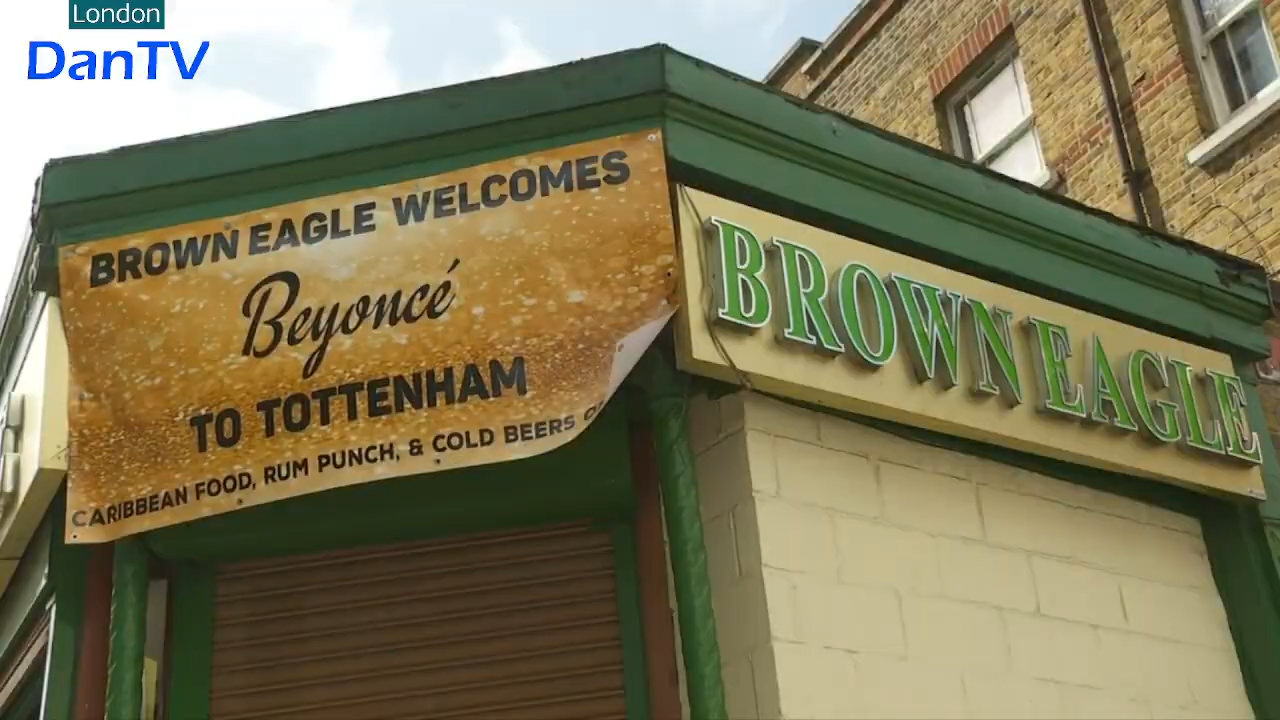 London
DanTV
BROWN EAGLE WELCOMES
Beyoncé
TO TOTTENHAM
CARIBBEAN FOOD, RUM PUNCH, & COLD BEERS
BROWN EAGLE